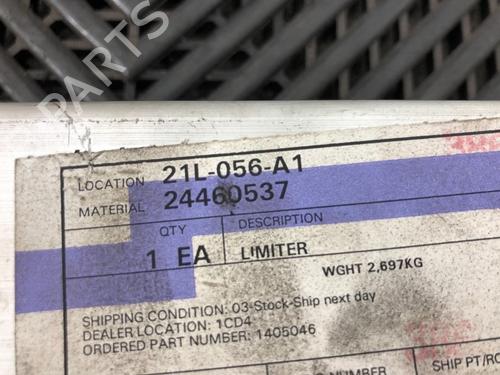 B-PARTS
LOCATION 21L-056-A1
MATERIAL 24460537
QTY DESCRIPTION
1 EA LIMITER
WGHT 2,697KG
SHIPPING CONDITION: 03-Stock-Ship next day
DEALER LOCATION: 1CD4
ORDERED PART NUMBER: 1405046
NUMBER SHIP PT/RO